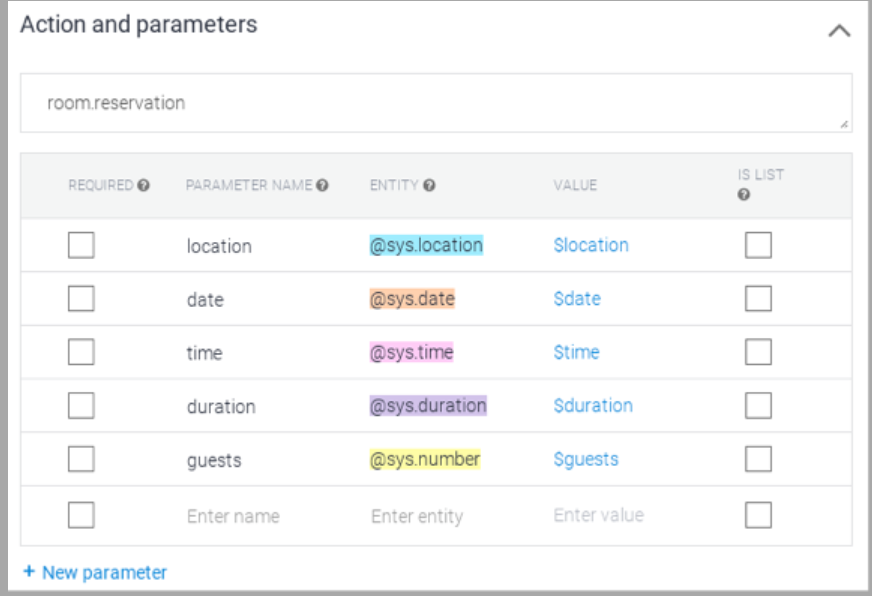 Action and parameters
room.reservation
REQUIRED PARAMETER NAME ENTITY VALUE IS LIST
location @sys.location $location
date @sys.date $date
time @sys.time $time
duration @sys.duration $duration
guests @sys.number $guests
Enter name Enter entity Enter value
+ New parameter